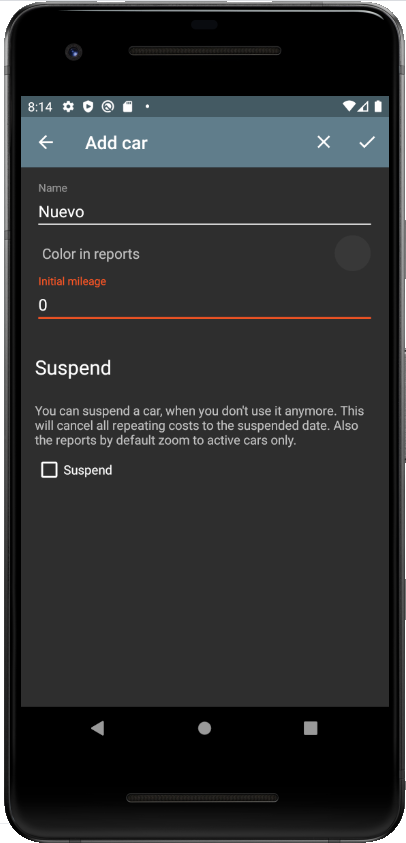 8:14
Add car
Name
Nuevo
Color in reports
Initial mileage
0
Suspend
You can suspend a car, when you don't use it anymore. This
will cancel all repeating costs to the suspended date. Also
the reports by default zoom to active cars only.
Suspend